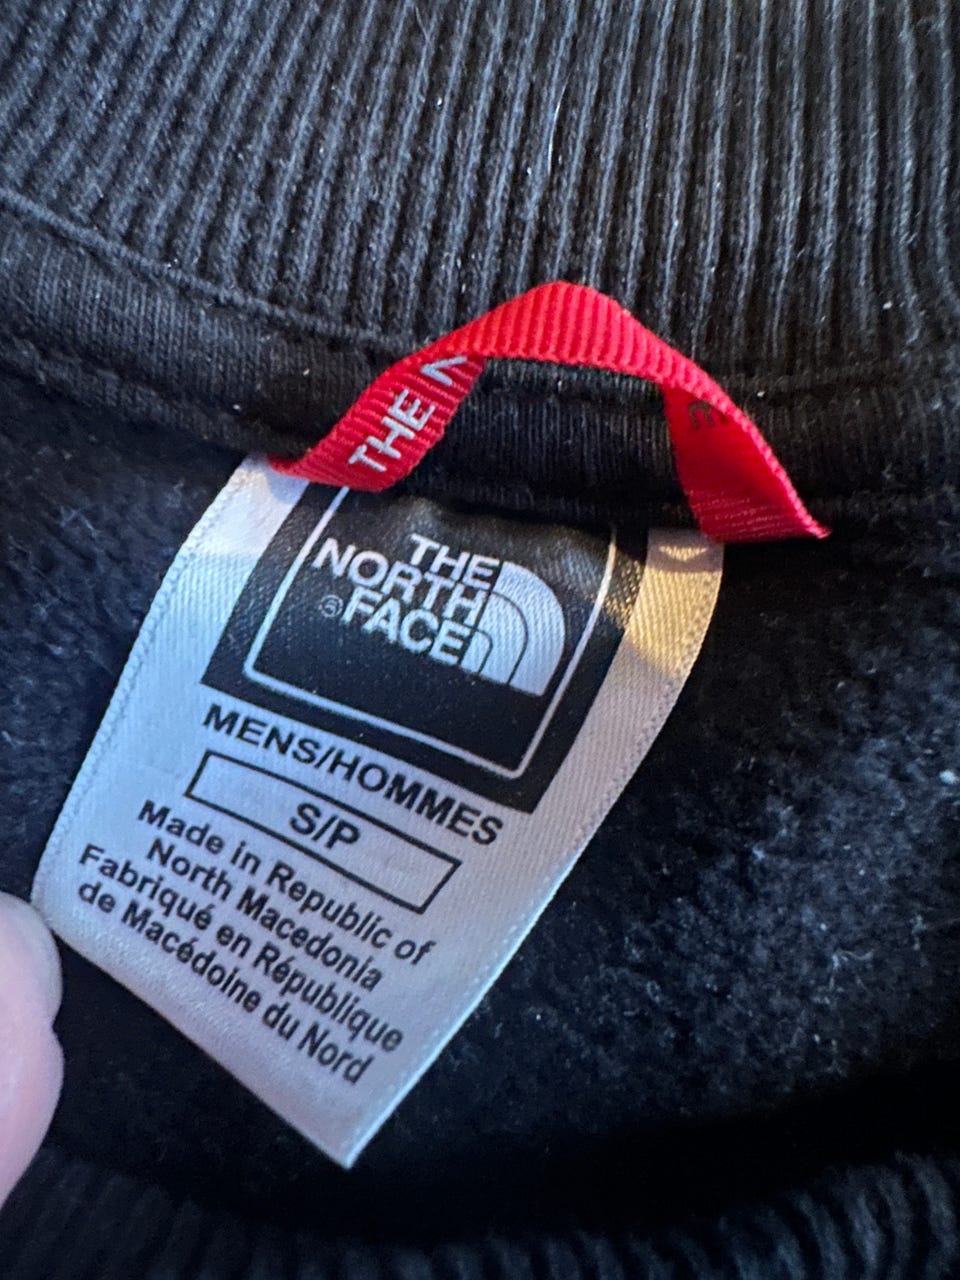 THE N
THE
NORTH
FACE
®
MENS/HOMMES
S/P
Made in Republic of
North Macedonia
Fabriqué en République
de Macédoine du Nord